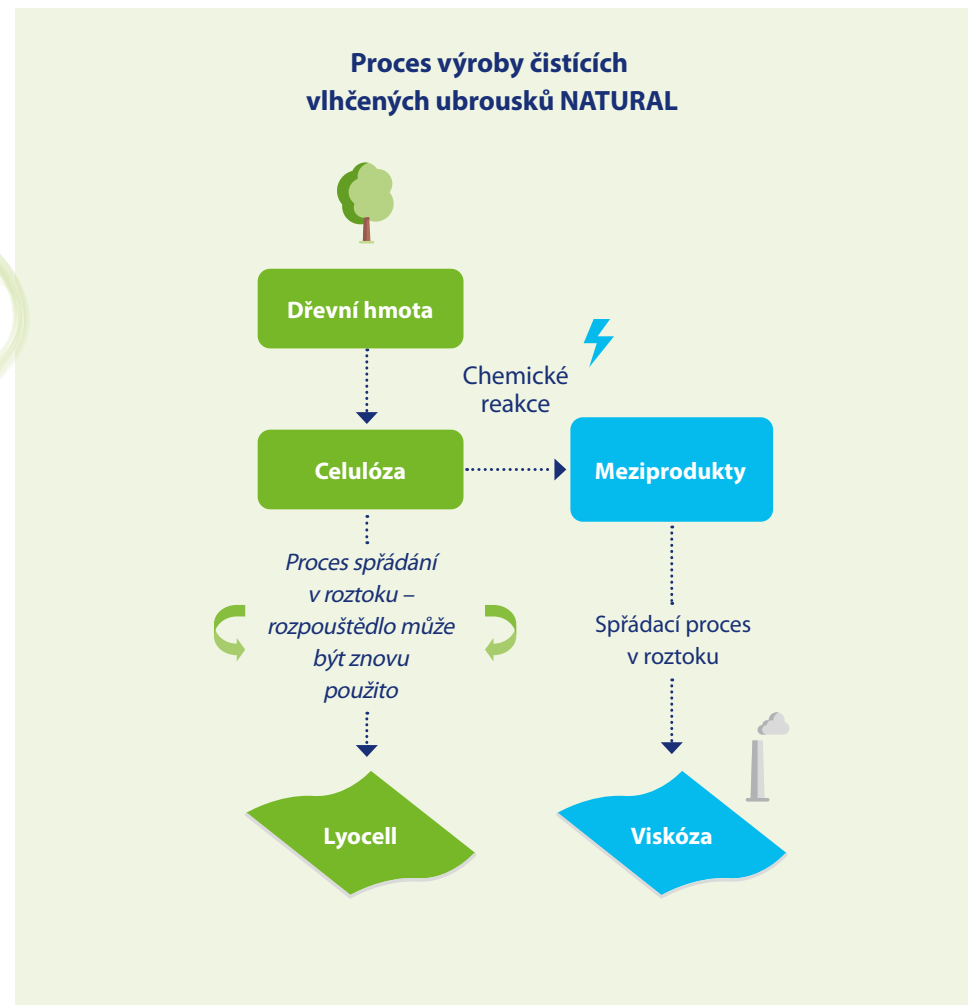 Proces výroby čistících
vlhčených ubrousků NATURAL
Dřevní hmota
Chemické
reakce
Celulóza
Meziprodukty
Proces spřádání
v roztoku –
rozpouštědlo může
být znovu
použito
Spřádací proces
v roztoku
Lyocell
Viskóza